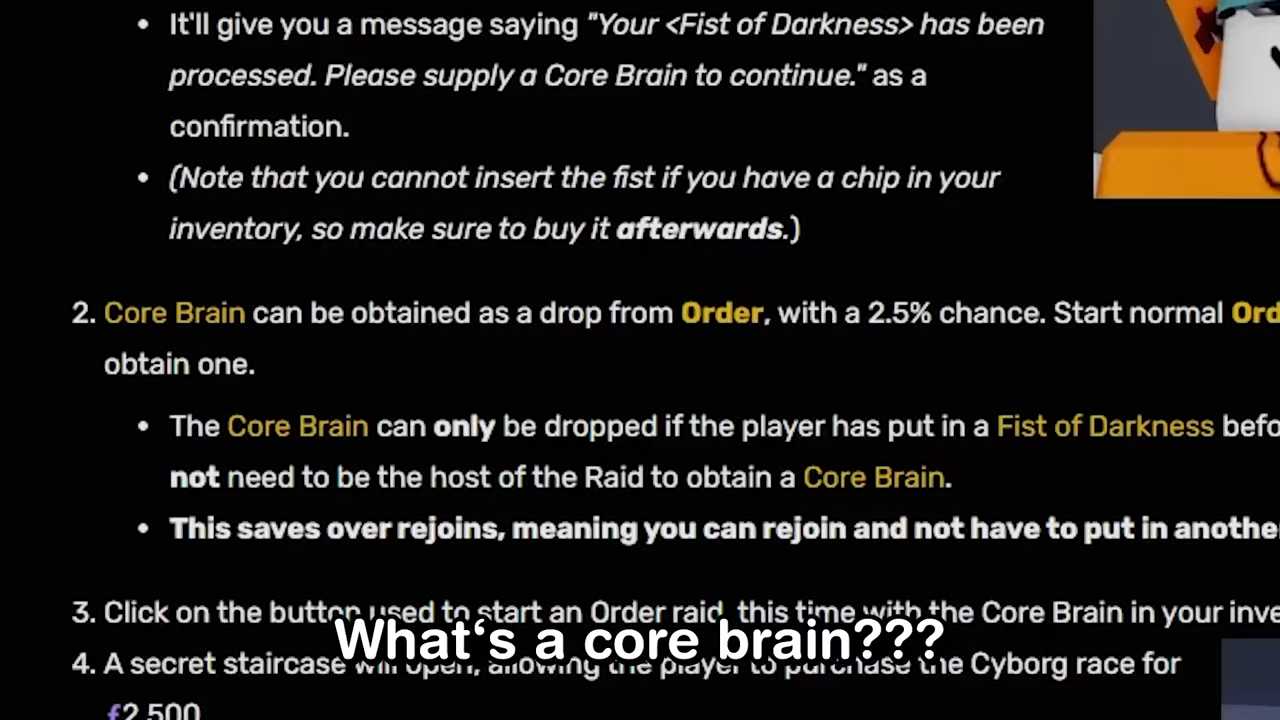 • It'll give you a message saying "Your <Fist of Darkness> has been
processed. Please supply a Core Brain to continue." as a
confirmation.
• (Note that you cannot insert the fist if you have a chip in your
inventory, so make sure to buy it afterwards.)
2. Core Brain can be obtained as a drop from Order, with a 2.5% chance. Start normal Ord
obtain one.
• The Core Brain can only be dropped if the player has put in a Fist of Darkness befo
not need to be the host of the Raid to obtain a Core Brain.
• This saves over rejoins, meaning you can rejoin and not have to put in another
3. Click on the button used to start an Order raid, this time with the Core Brain in your inve
What‘s a core brain???
4. A secret staircase will open, allowing the player to purchase the Cyborg race for
ƒ2,500